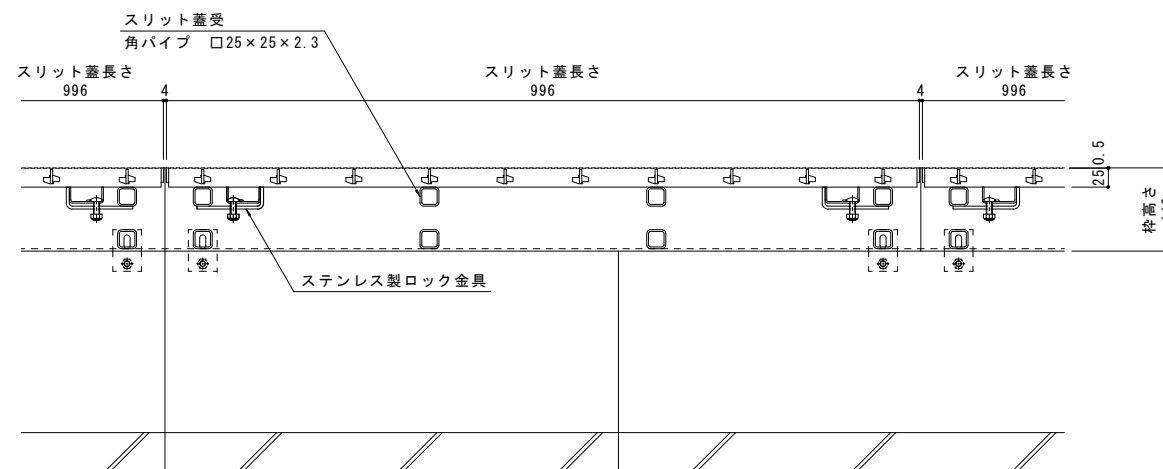 スリット蓋受
角パイプ □25×25×2.3
スリット蓋長さ
996
4
スリット蓋長さ
996
4
スリット蓋長さ
996
0.5
25
枠高さ
ステンレス製ロック金具